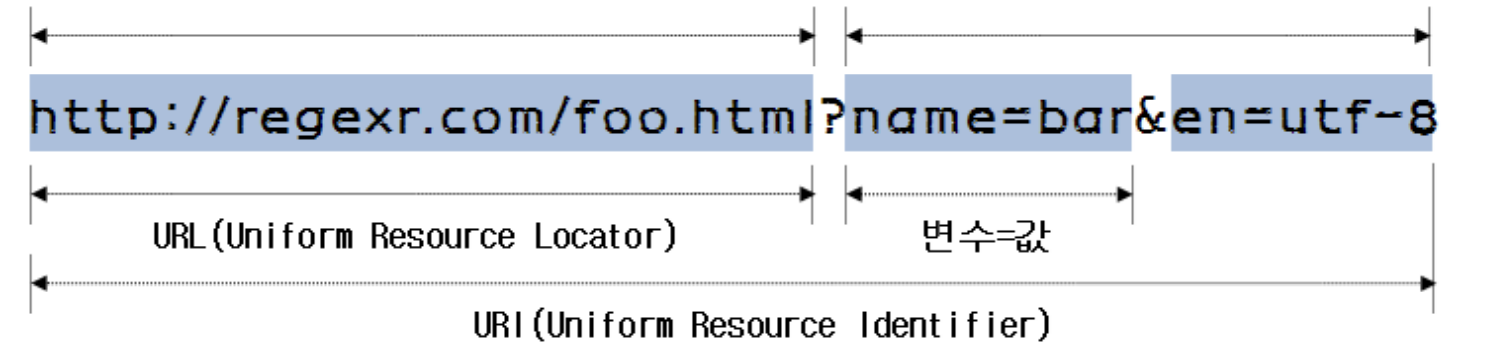 http://regexr.com/foo.html?name=bar&en=utf-8
URL(Uniform Resource Locator) 변수=값
URI(Uniform Resource Identifier)